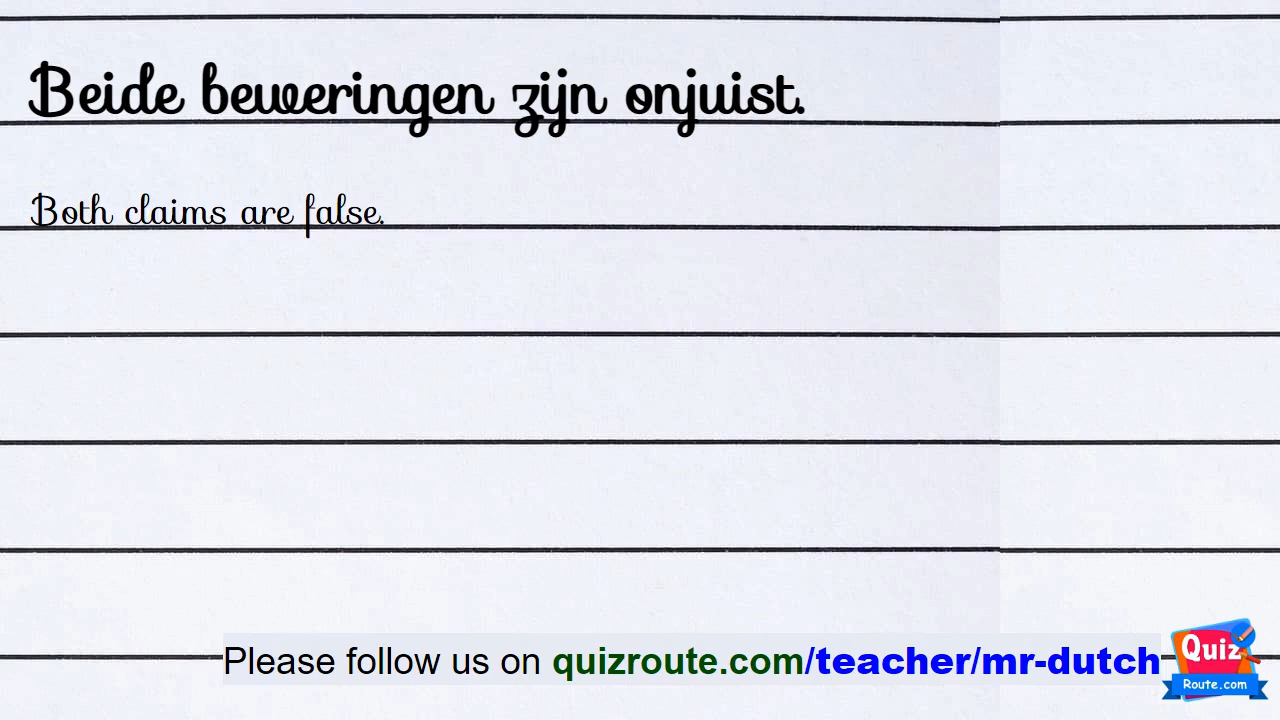 Beide beweringen zijn onjuist.
Both claims are false.
Please follow us on quizroute.com/teacher/mr-dutch
Quiz
Route.com